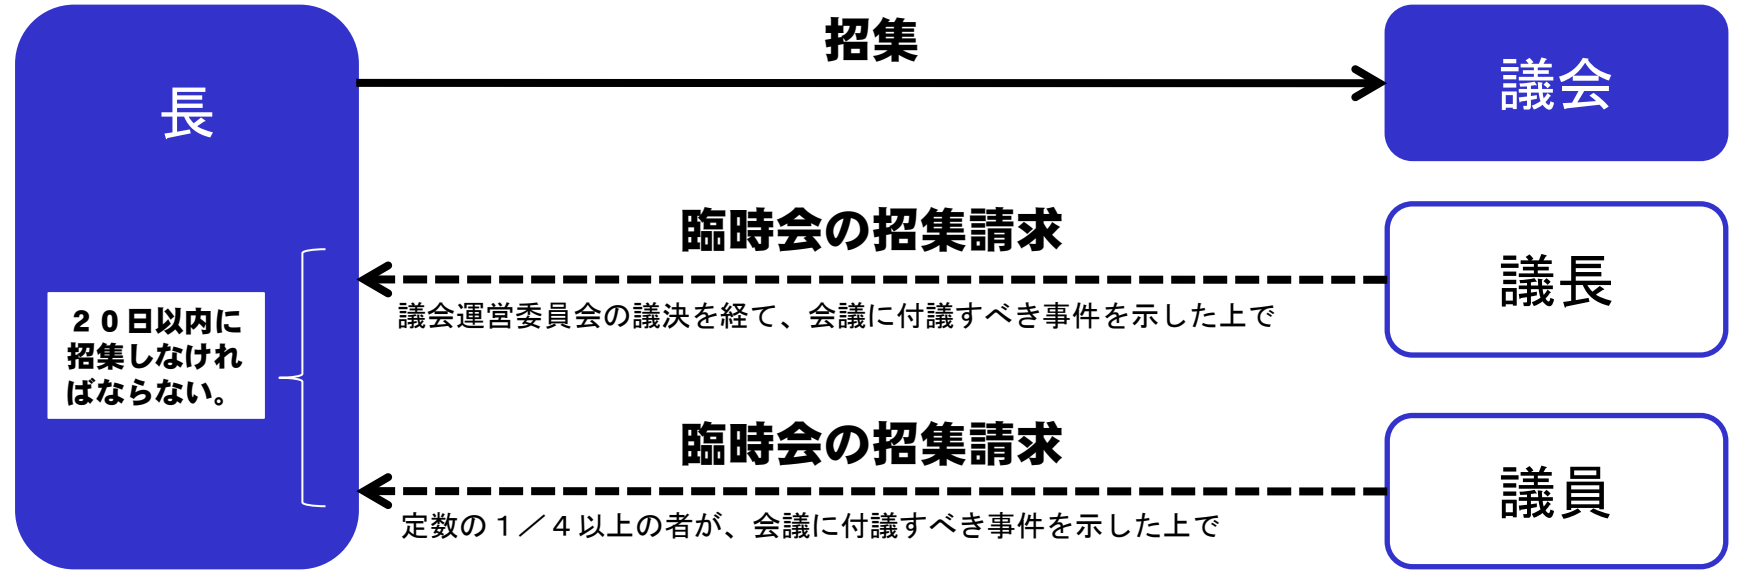 長
招集
議会
臨時会の招集請求
議長
議会運営委員会の議決を経て、会議に付議すべき事件を示した上で
２０日以内に
招集しなけれ
ばならない。
臨時会の招集請求
議員
定数の１／４以上の者が、会議に付議すべき事件を示した上で